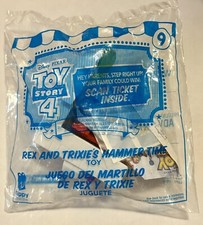 Disney PIXAR
TOY
STORY
4
9
HEY PARENTS, STEP RIGHT UP!
YOUR FAMILY COULD WIN!
SCAN TICKET
INSIDE.
REX AND TRIXIE'S HAMMER TIME
TOY
JUEGO DEL MARTILLO
DE REX Y TRIXIE
JUGUETE